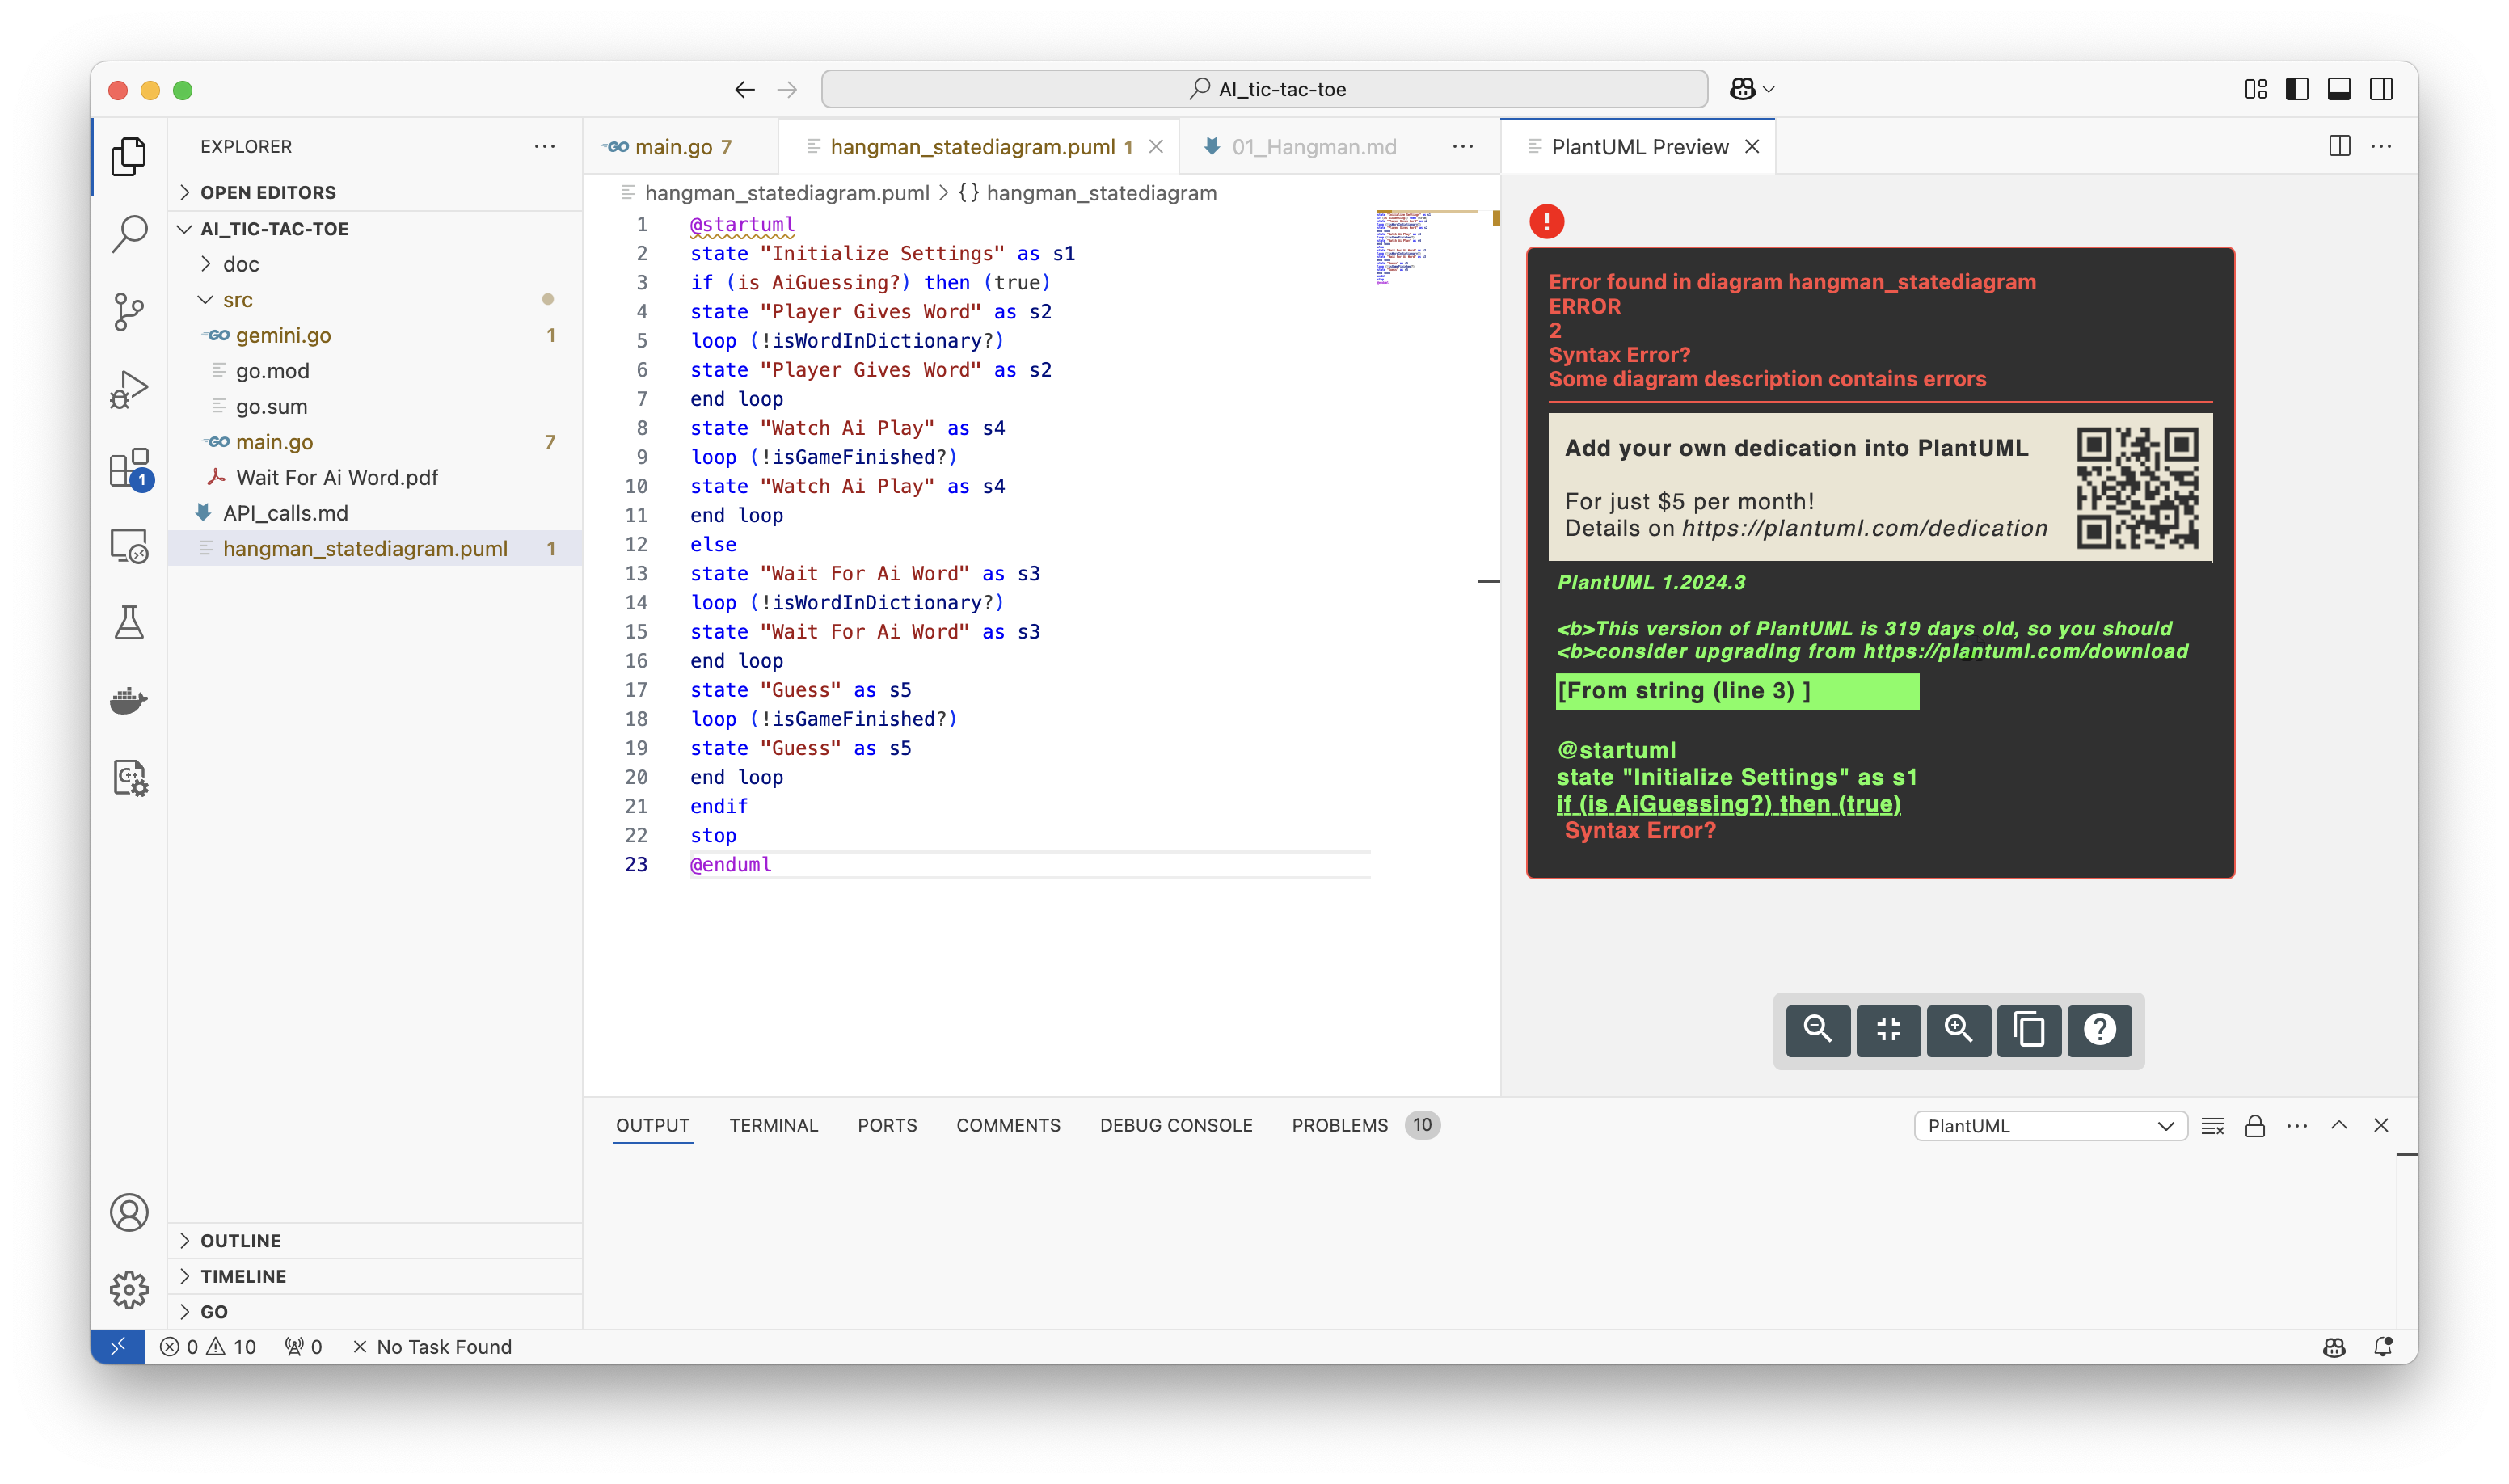 AI_tic-tac-toe
EXPLORER
OPEN EDITORS
AI_TIC-TAC-TOE
doc
src
gemini.go 1
go.mod
go.sum
main.go 7
Wait For Ai Word.pdf
API_calls.md
hangman_statediagram.puml 1
OUTLINE
TIMELINE
GO
1
main.go 7
hangman_statediagram.puml 1
01_Hangman.md
hangman_statediagram.puml > {} hangman_statediagram
1 @startuml
2 state "Initialize Settings" as s1
3 if (is AiGuessing?) then (true)
4 state "Player Gives Word" as s2
5 loop (!isWordInDictionary?)
6 state "Player Gives Word" as s2
7 end loop
8 state "Watch Ai Play" as s4
9 loop (!isGameFinished?)
10 state "Watch Ai Play" as s4
11 end loop
12 else
13 state "Wait For Ai Word" as s3
14 loop (!isWordInDictionary?)
15 state "Wait For Ai Word" as s3
16 end loop
17 state "Guess" as s5
18 loop (!isGameFinished?)
19 state "Guess" as s5
20 end loop
21 endif
22 stop
23 @enduml
PlantUML Preview
Error found in diagram hangman_statediagram
ERROR
2
Syntax Error?
Some diagram description contains errors
Add your own dedication into PlantUML
For just $5 per month!
Details on https://plantuml.com/dedication
PlantUML 1.2024.3
<b>This version of PlantUML is 319 days old, so you should
<b>consider upgrading from https://plantuml.com/download
[From string (line 3) ]
@startuml
state "Initialize Settings" as s1
if (is AiGuessing?) then (true)
Syntax Error?
OUTPUT TERMINAL PORTS COMMENTS DEBUG CONSOLE PROBLEMS 10
PlantUML
0 10 0 No Task Found